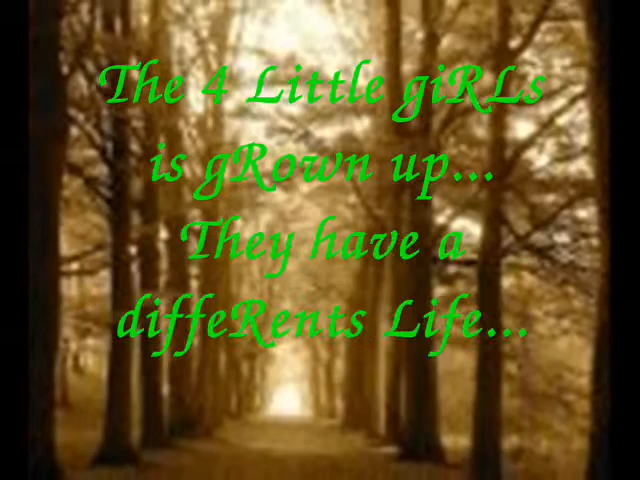 The 4 Little giRLs
is gRown up...
They have a
diffeRents Life...